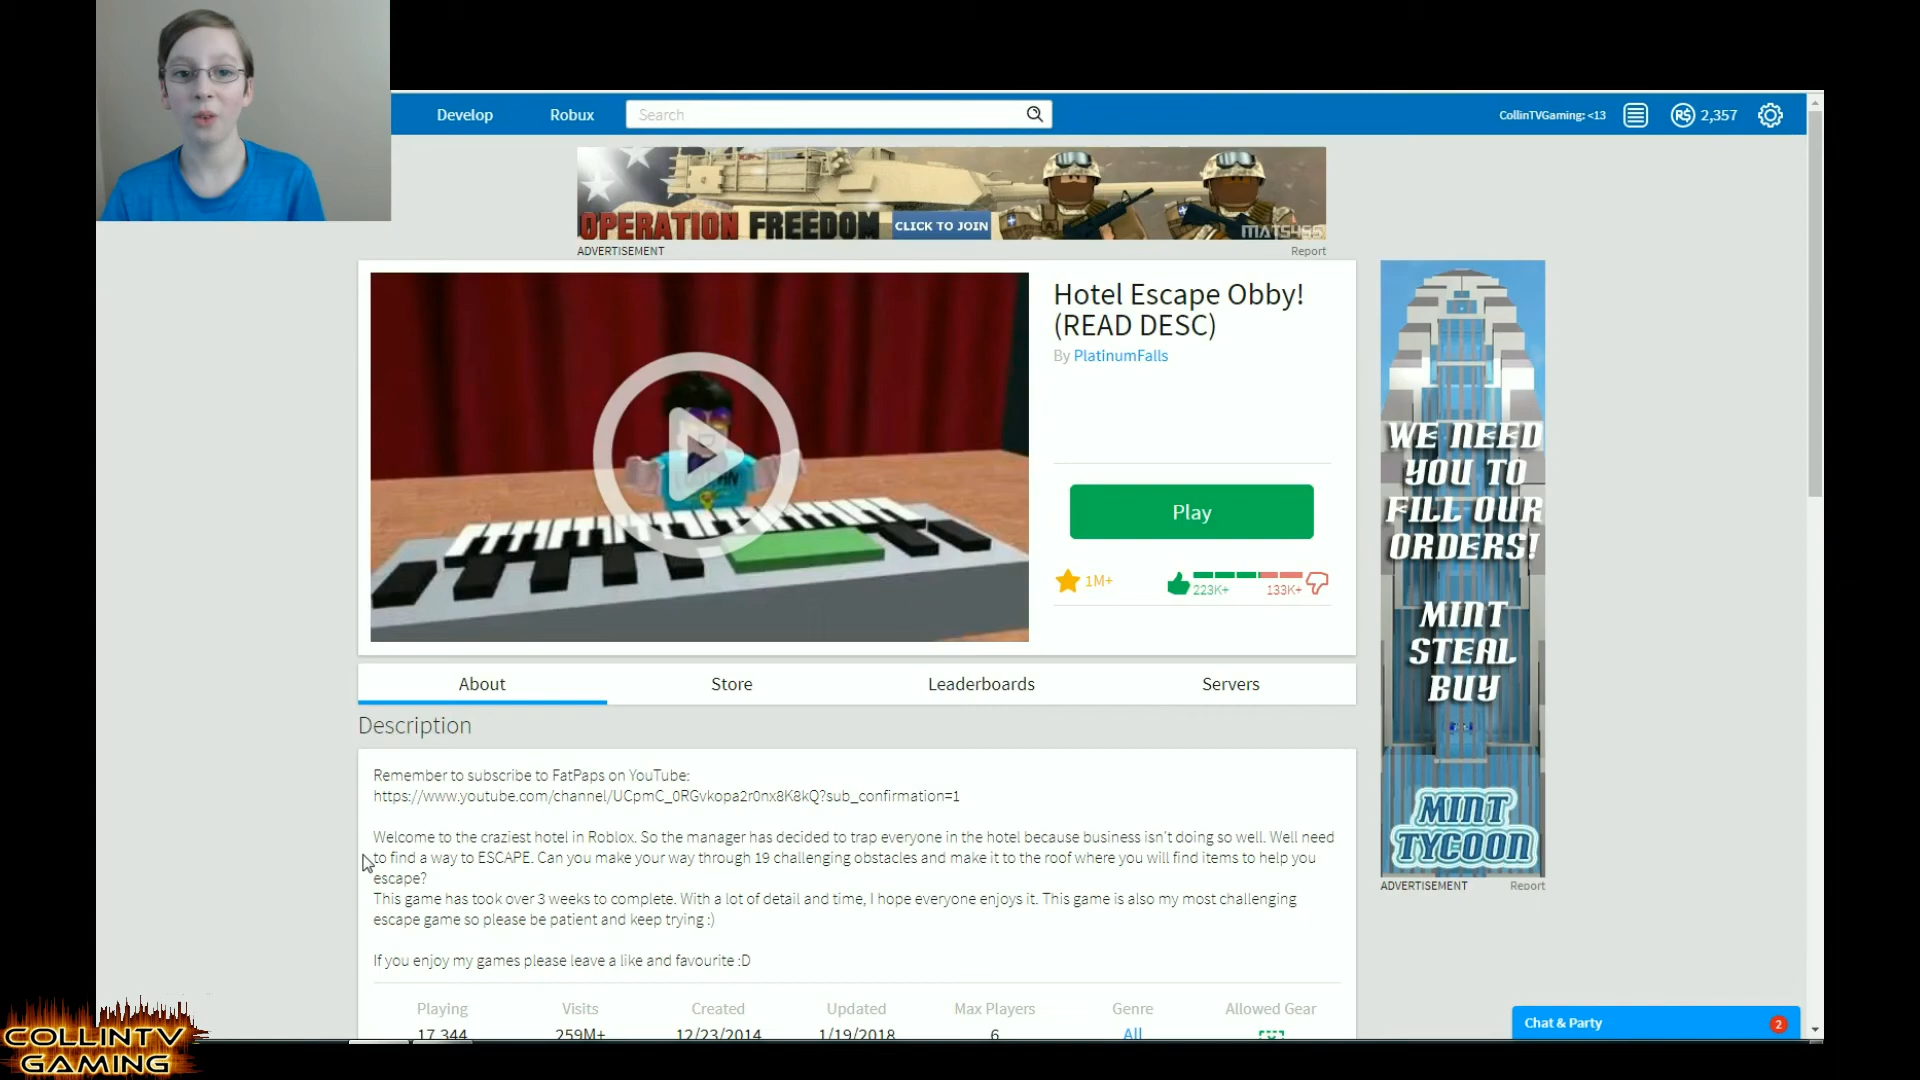 Develop
Robux
Search
CollinTVGaming: <13
R$ 2,357
OPERATION FREEDOM
CLICK TO JOIN
MATS455
ADVERTISEMENT
Report
Hotel Escape Obby!
(READ DESC)
By PlatinumFalls
Play
1M+
223K+
133K+
WE NEED
YOU TO
FILL OUR
ORDERS!
MINT
STEAL
BUY
MINT
TYCOON
ADVERTISEMENT
Report
About
Store
Leaderboards
Servers
Description
Remember to subscribe to FatPaps on YouTube:
https://www.youtube.com/channel/UCpmC_0RGvkopa2r0nx8K8kQ?sub_confirmation=1
Welcome to the craziest hotel in Roblox. So the manager has decided to trap everyone in the hotel because business isn't doing so well. Well need
to find a way to ESCAPE. Can you make your way through 19 challenging obstacles and make it to the roof where you will find items to help you
escape?
This game has took over 3 weeks to complete. With a lot of detail and time, I hope everyone enjoys it. This game is also my most challenging
escape game so please be patient and keep trying :)
If you enjoy my games please leave a like and favourite :D
Playing
Visits
Created
Updated
Max Players
Genre
Allowed Gear
17,344
259M+
12/23/2014
1/19/2018
6
All
Chat & Party
2
COLLINTV
GAMING